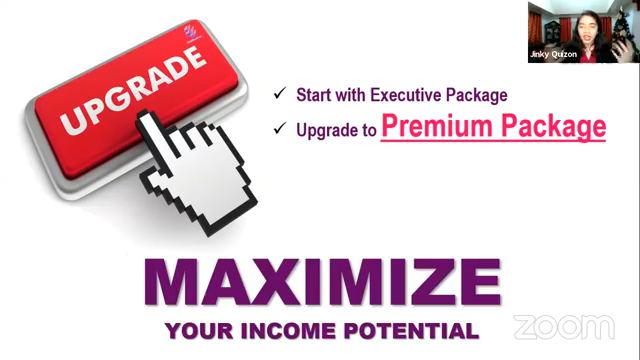 Jinky Quizon
UPGRADE
Start with Executive Package
Upgrade to Premium Package
MAXIMIZE
YOUR INCOME POTENTIAL
zoom